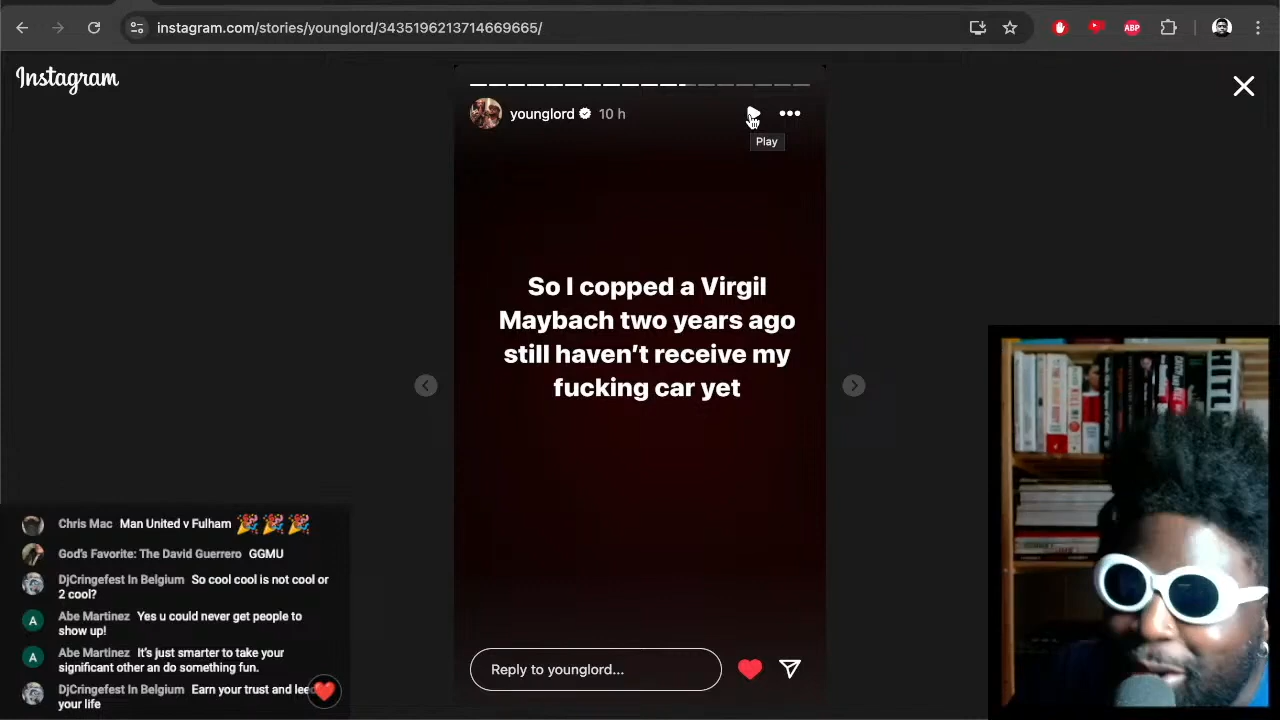 instagram.com/stories/younglord/3435196213714669665/
ABP
Instagram
younglord 10 h
Play
So I copped a Virgil
Maybach two years ago
still haven’t receive my
fucking car yet
Reply to younglord...
Chris Mac Man United v Fulham 🎉🎉🎉
God's Favorite: The David Guerrero GGMU
DjCringefest In Belgium So cool cool is not cool or
2 cool?
A Abe Martinez Yes u could never get people to
show up!
A Abe Martinez It's just smarter to take your
significant other an do something fun.
DjCringefest In Belgium Earn your trust and
your life
HITLER